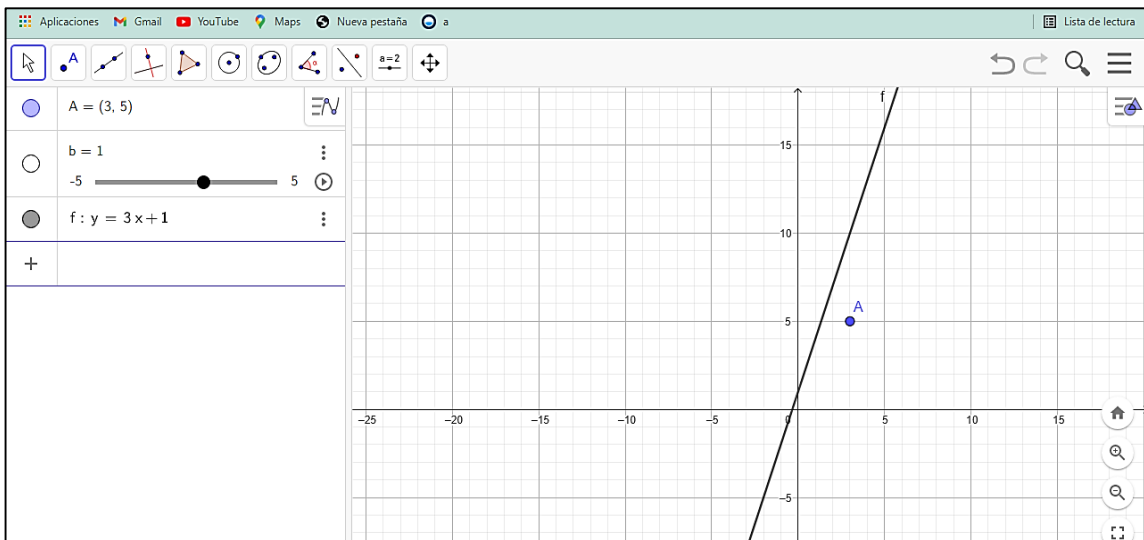 Aplicaciones Gmail YouTube Maps Nueva pestaña a Lista de lectura
A a=2
A = (3, 5)
b = 1
-5 5
f : y = 3 x + 1
+
f
15
10
A
5
−25 −20 −15 −10 −5 0 5 10 15
−5